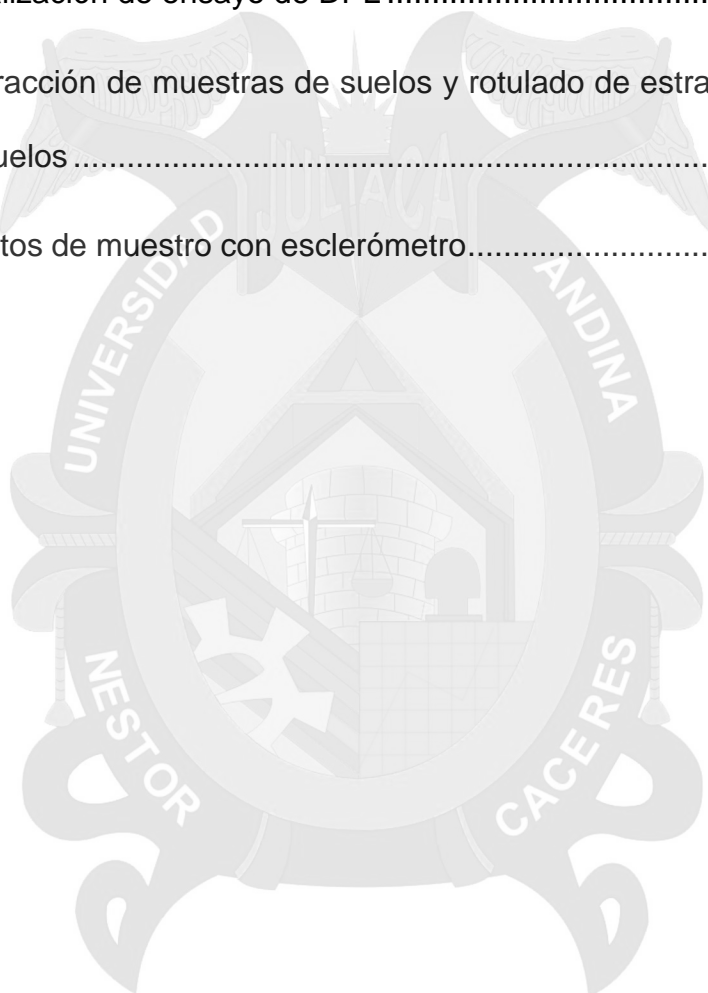 ación de ensayo de DPL...
racción de muestras de suelos y rotulado de estra
uelos...
tos de muestro con esclerómetro...
JULIACA
UNIVERSIDAD ANDINA
NESTOR CACERES